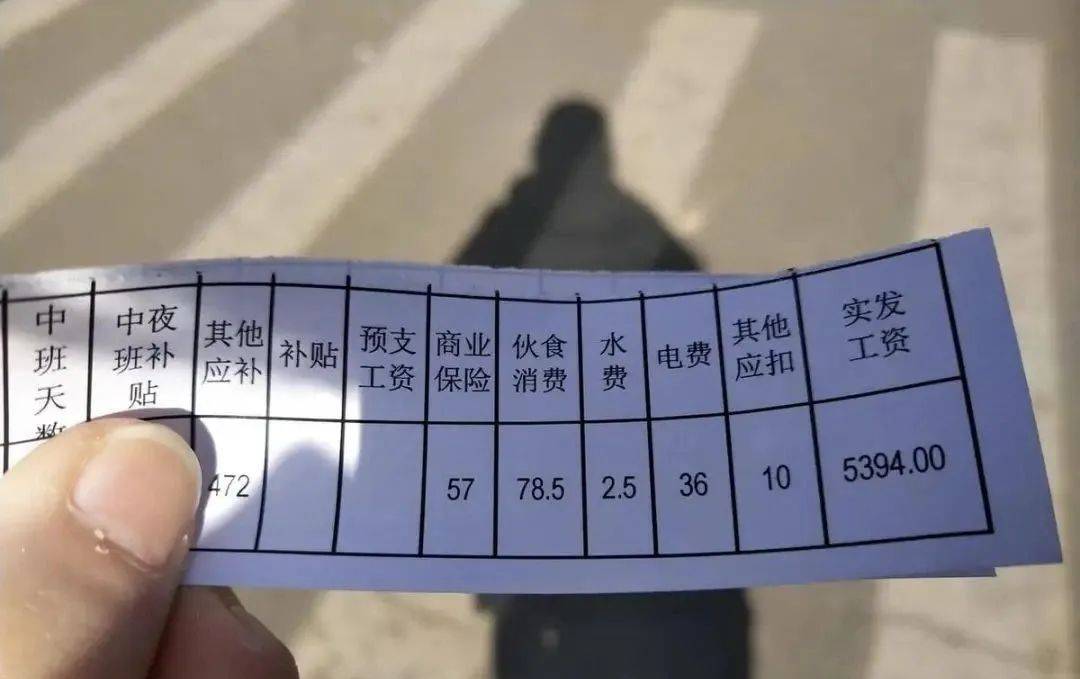 中班天
中夜班补贴
其他应补
补贴
预支工资
商业保险
伙食消费
水费
电费
其他应扣
实发工资
472
57
78.5
2.5
36
10
5394.00